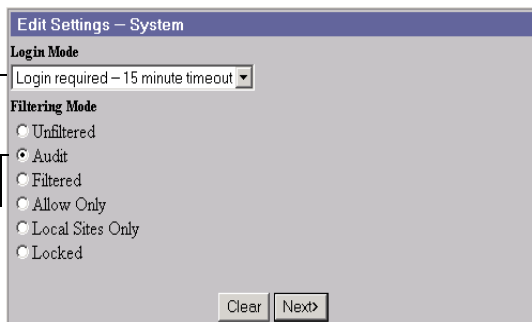 Edit Settings – System
Login Mode
Login required – 15 minute timeout
Filtering Mode
Unfiltered
Audit
Filtered
Allow Only
Local Sites Only
Locked
Clear Next>